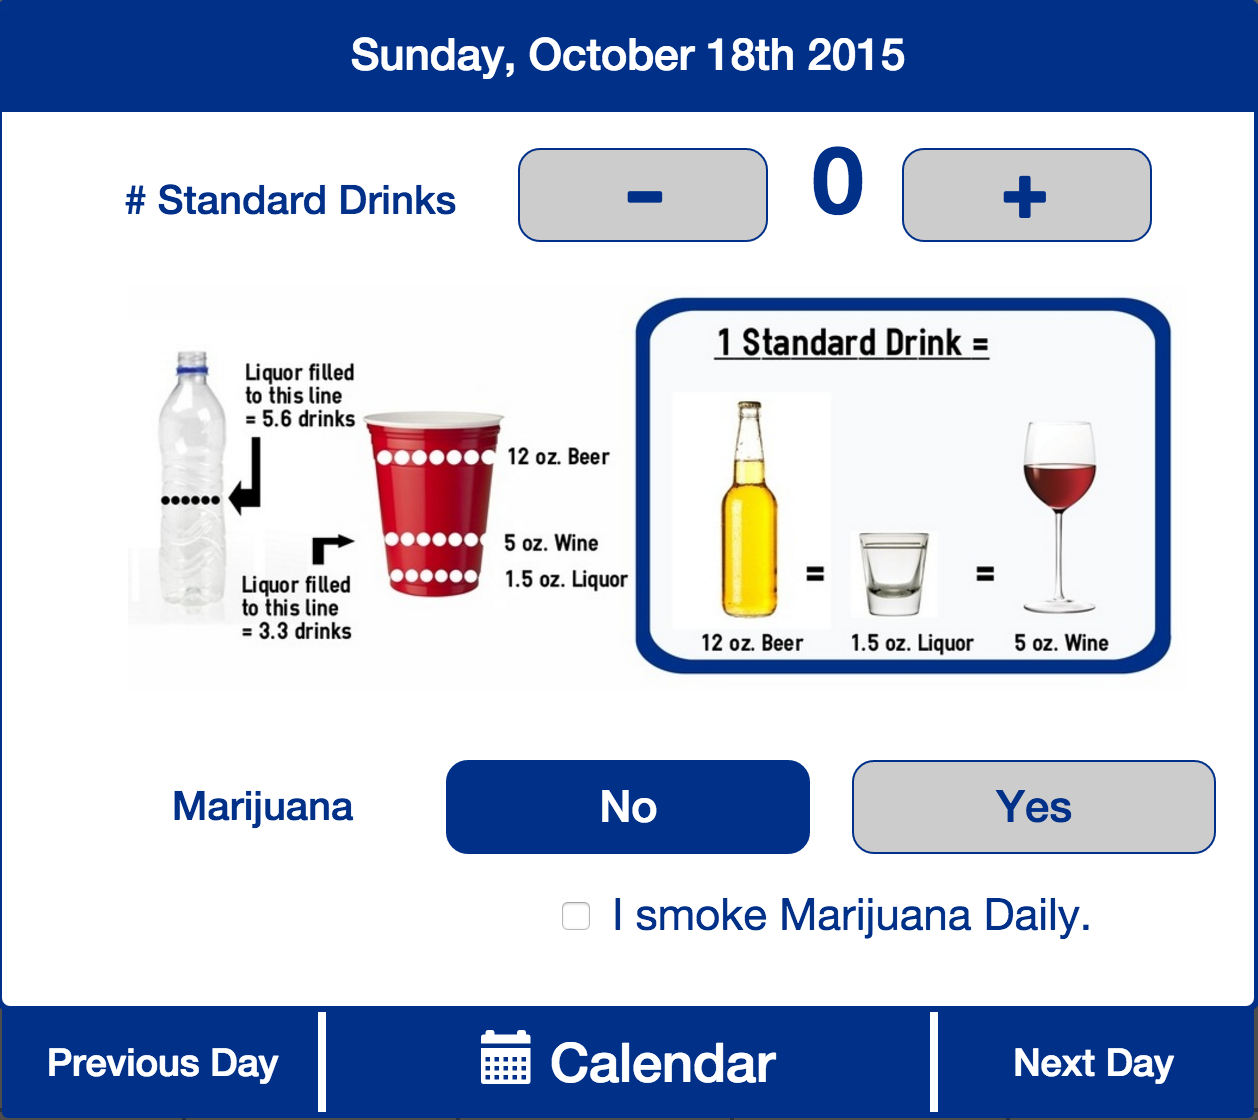 Sunday, October 18th 2015
# Standard Drinks
-
0
+
Liquor filled
to this line
= 5.6 drinks
12 oz. Beer
5 oz. Wine
1.5 oz. Liquor
Liquor filled
to this line
= 3.3 drinks
1 Standard Drink =
= =
12 oz. Beer
1.5 oz. Liquor
5 oz. Wine
Marijuana
No
Yes
I smoke Marijuana Daily.
Previous Day
Calendar
Next Day